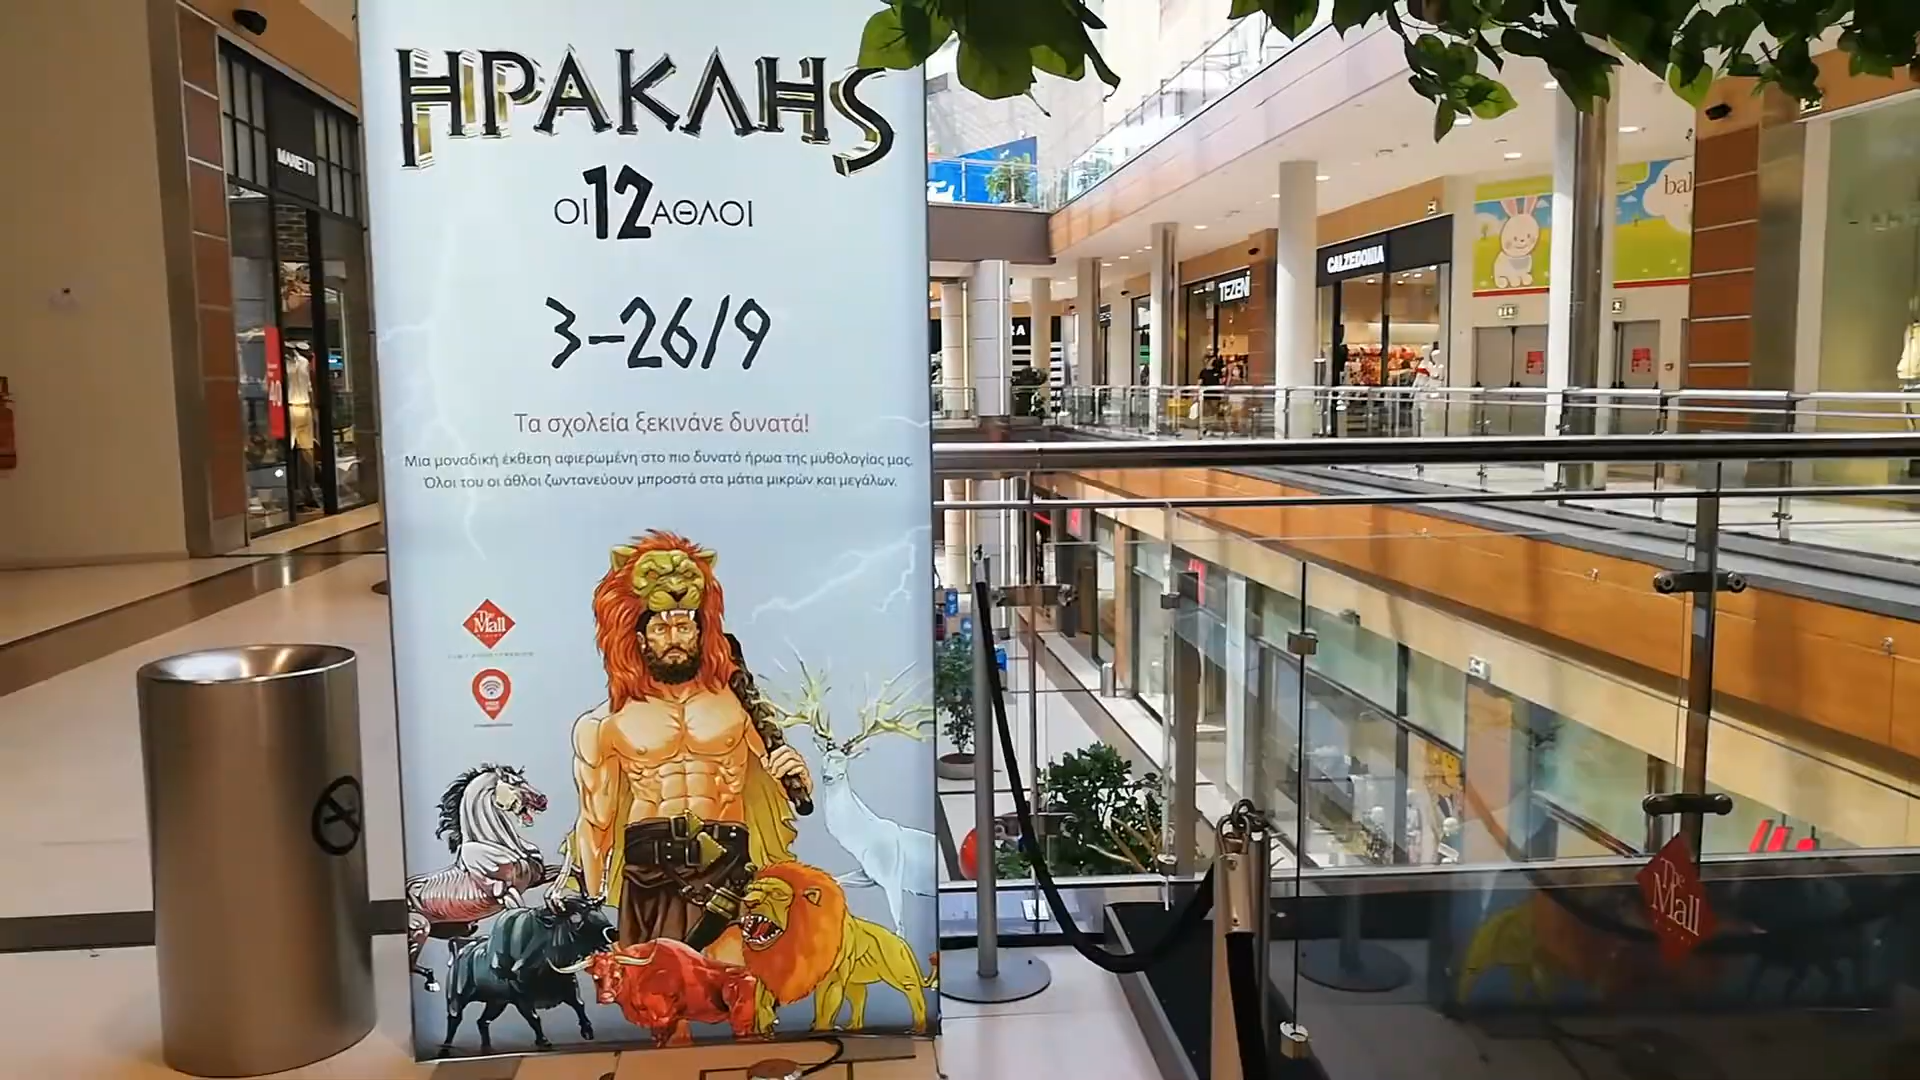 ΗΡΑΚΛΗS
ΟΙ 12 ΑΘΛΟΙ
3-26/9
Τα σχολεία ξεκινάνε δυνατά!
Μια μοναδική έκθεση αφιερωμένη στο πιο δυνατό ήρωα της μυθολογίας μας.
Όλοι του οι άθλοι ζωντανεύουν μπροστά στα μάτια μικρών και μεγάλων.
The
Mall
MANETTI
TEZENIS
CALZEDONIA
bal
The
Mall